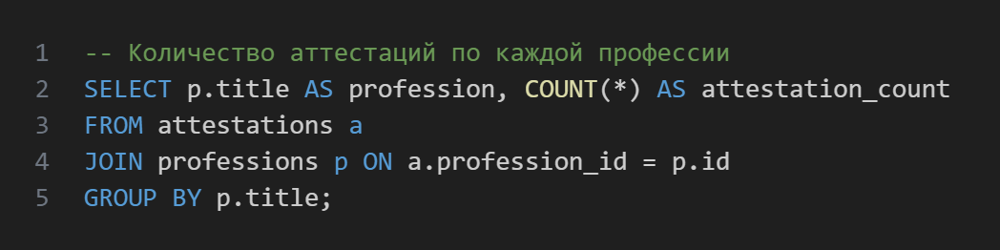 1 -- Количество аттестаций по каждой профессии
2 SELECT p.title AS profession, COUNT(*) AS attestation_count
3 FROM attestations a
4 JOIN professions p ON a.profession_id = p.id
5 GROUP BY p.title;